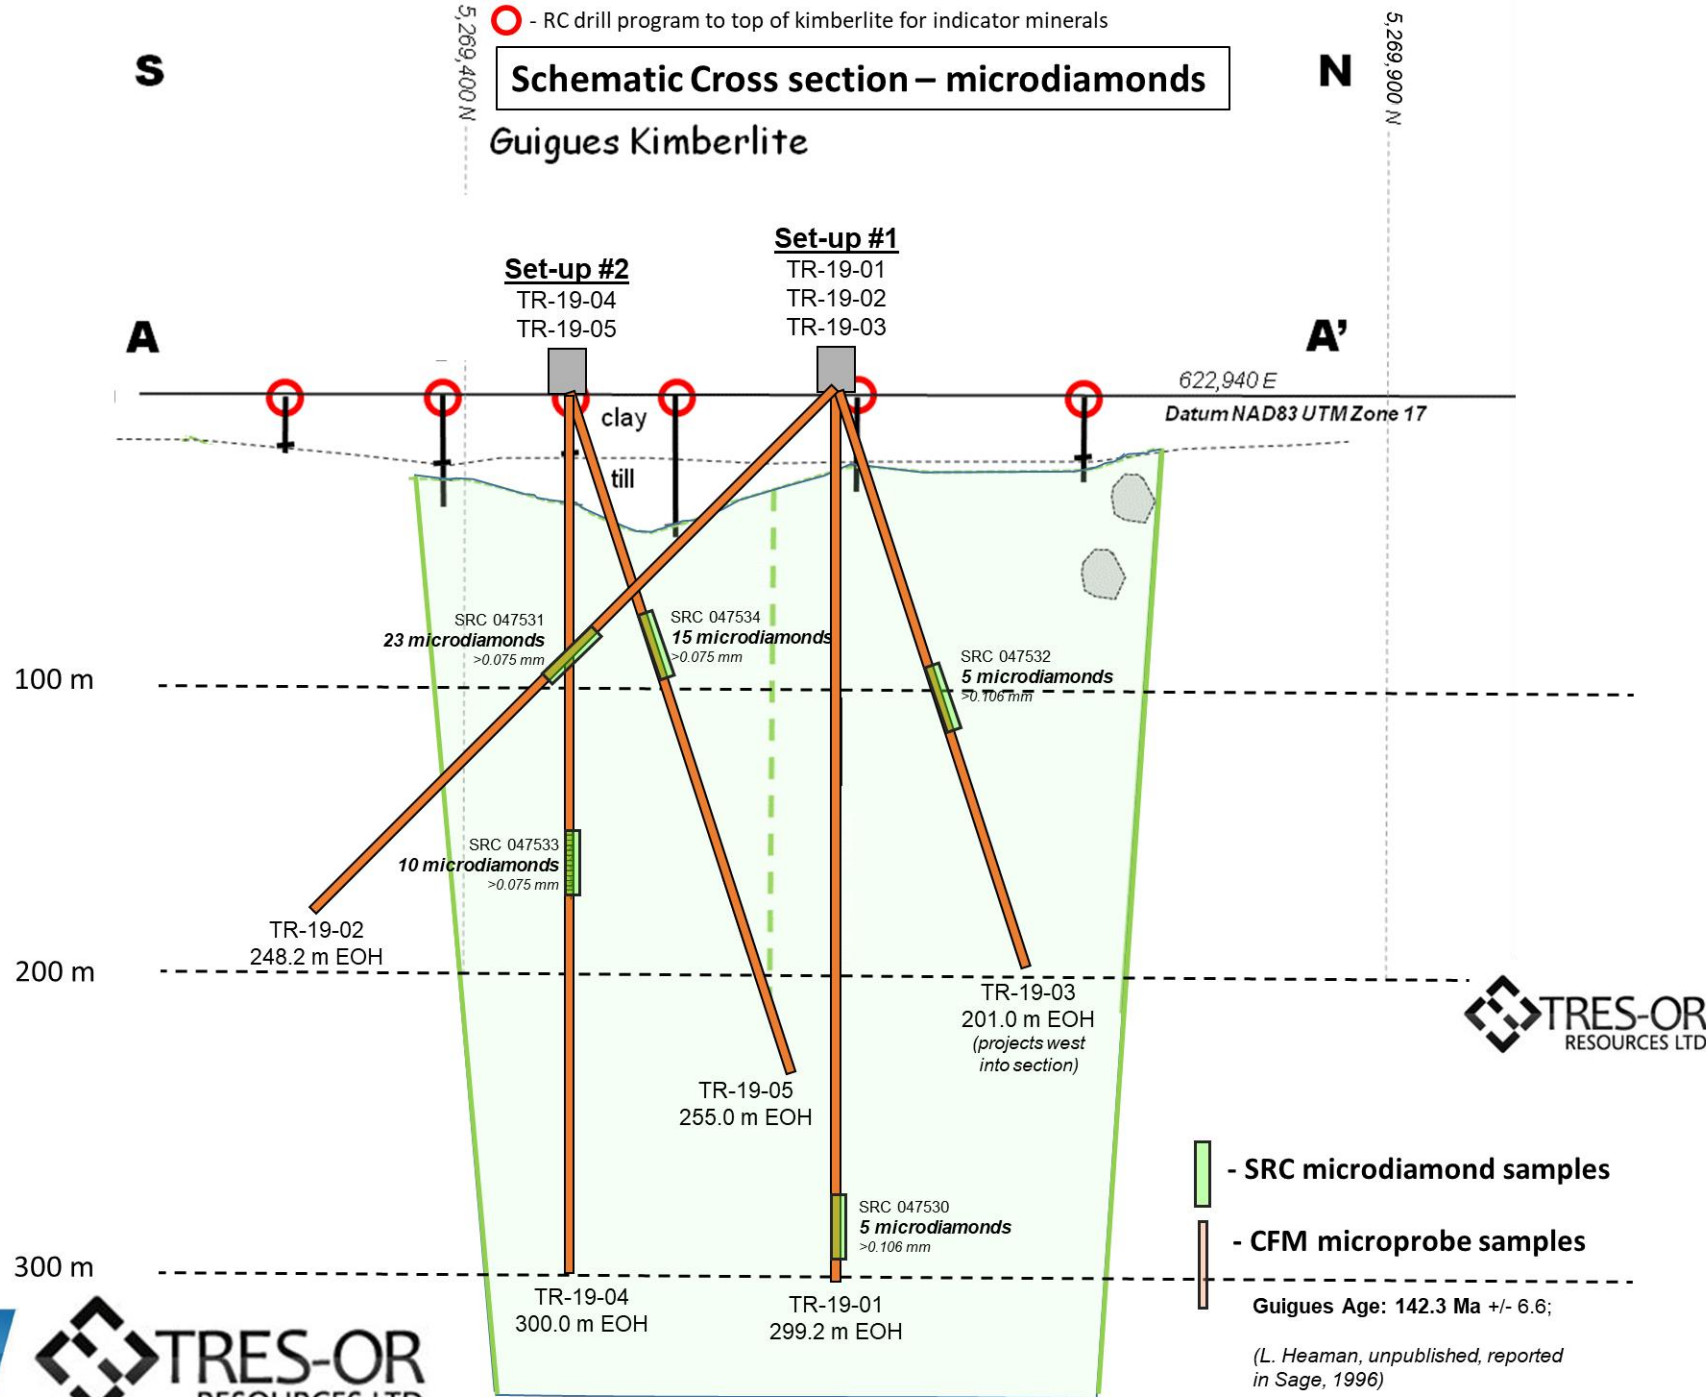 - RC drill program to top of kimberlite for indicator minerals
S
5,269,400 N
Schematic Cross section – microdiamonds
N
5,269,900 N
Guigues Kimberlite
Set-up #2
TR-19-04
TR-19-05
Set-up #1
TR-19-01
TR-19-02
TR-19-03
A
A’
622,940 E
Datum NAD83 UTM Zone 17
clay
till
SRC 047531
23 microdiamonds
>0.075 mm
SRC 047534
15 microdiamonds
>0.075 mm
SRC 047532
5 microdiamonds
>0.106 mm
100 m
SRC 047533
10 microdiamonds
>0.075 mm
TR-19-02
248.2 m EOH
200 m
TR-19-03
201.0 m EOH
(projects west
into section)
TRES-OR
RESOURCES LTD
TR-19-05
255.0 m EOH
SRC 047530
5 microdiamonds
>0.106 mm
- SRC microdiamond samples
- CFM microprobe samples
300 m
TR-19-04
300.0 m EOH
TR-19-01
299.2 m EOH
Guigues Age: 142.3 Ma +/- 6.6;
(L. Heaman, unpublished, reported
in Sage, 1996)
TRES-OR
RESOURCES LTD